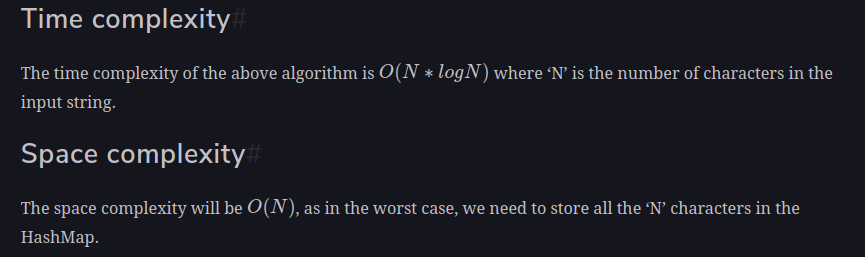 Time complexity#
The time complexity of the above algorithm is O(N * logN) where ‘N’ is the number of characters in the
input string.
Space complexity#
The space complexity will be O(N), as in the worst case, we need to store all the ‘N’ characters in the
HashMap.